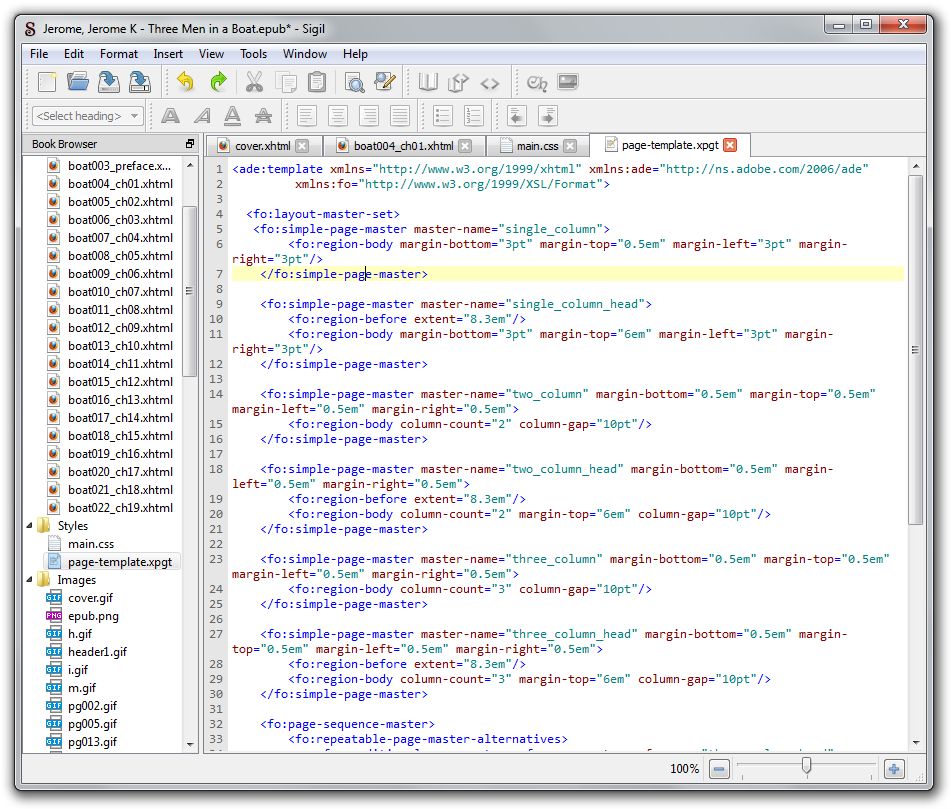 Jerome, Jerome K - Three Men in a Boat.epub* - Sigil
File Edit Format Insert View Tools Window Help
<Select heading>
Book Browser
cover.xhtml boat004_ch01.xhtml main.css page-template.xpgt
boat003_preface.x...
boat004_ch01.xhtml
boat005_ch02.xhtml
boat006_ch03.xhtml
boat007_ch04.xhtml
boat008_ch05.xhtml
boat009_ch06.xhtml
boat010_ch07.xhtml
boat011_ch08.xhtml
boat012_ch09.xhtml
boat013_ch10.xhtml
boat014_ch11.xhtml
boat015_ch12.xhtml
boat016_ch13.xhtml
boat017_ch14.xhtml
boat018_ch15.xhtml
boat019_ch16.xhtml
boat020_ch17.xhtml
boat021_ch18.xhtml
boat022_ch19.xhtml
Styles
main.css
page-template.xpgt
Images
GIF cover.gif
PNG epub.png
GIF h.gif
GIF header1.gif
GIF i.gif
GIF m.gif
GIF pg002.gif
GIF pg005.gif
GIF pg013.gif
1 <ade:template xmlns="http://www.w3.org/1999/xhtml" xmlns:ade="http://ns.adobe.com/2006/ade"
2 xmlns:fo="http://www.w3.org/1999/XSL/Format">
3
4 <fo:layout-master-set>
5 <fo:simple-page-master master-name="single_column">
6 <fo:region-body margin-bottom="3pt" margin-top="0.5em" margin-left="3pt" margin-
right="3pt"/>
7 </fo:simple-page-master>
8
9 <fo:simple-page-master master-name="single_column_head">
10 <fo:region-before extent="8.3em"/>
11 <fo:region-body margin-bottom="3pt" margin-top="6em" margin-left="3pt" margin-
right="3pt"/>
12 </fo:simple-page-master>
13
14 <fo:simple-page-master master-name="two_column" margin-bottom="0.5em" margin-top="0.5em"
margin-left="0.5em" margin-right="0.5em">
15 <fo:region-body column-count="2" column-gap="10pt"/>
16 </fo:simple-page-master>
17
18 <fo:simple-page-master master-name="two_column_head" margin-bottom="0.5em" margin-
left="0.5em" margin-right="0.5em">
19 <fo:region-before extent="8.3em"/>
20 <fo:region-body column-count="2" margin-top="6em" column-gap="10pt"/>
21 </fo:simple-page-master>
22
23 <fo:simple-page-master master-name="three_column" margin-bottom="0.5em" margin-top="0.5em"
margin-left="0.5em" margin-right="0.5em">
24 <fo:region-body column-count="3" column-gap="10pt"/>
25 </fo:simple-page-master>
26
27 <fo:simple-page-master master-name="three_column_head" margin-bottom="0.5em" margin-
top="0.5em" margin-left="0.5em" margin-right="0.5em">
28 <fo:region-before extent="8.3em"/>
29 <fo:region-body column-count="3" margin-top="6em" column-gap="10pt"/>
30 </fo:simple-page-master>
31
32 <fo:page-sequence-master>
33 <fo:repeatable-page-master-alternatives>
100%